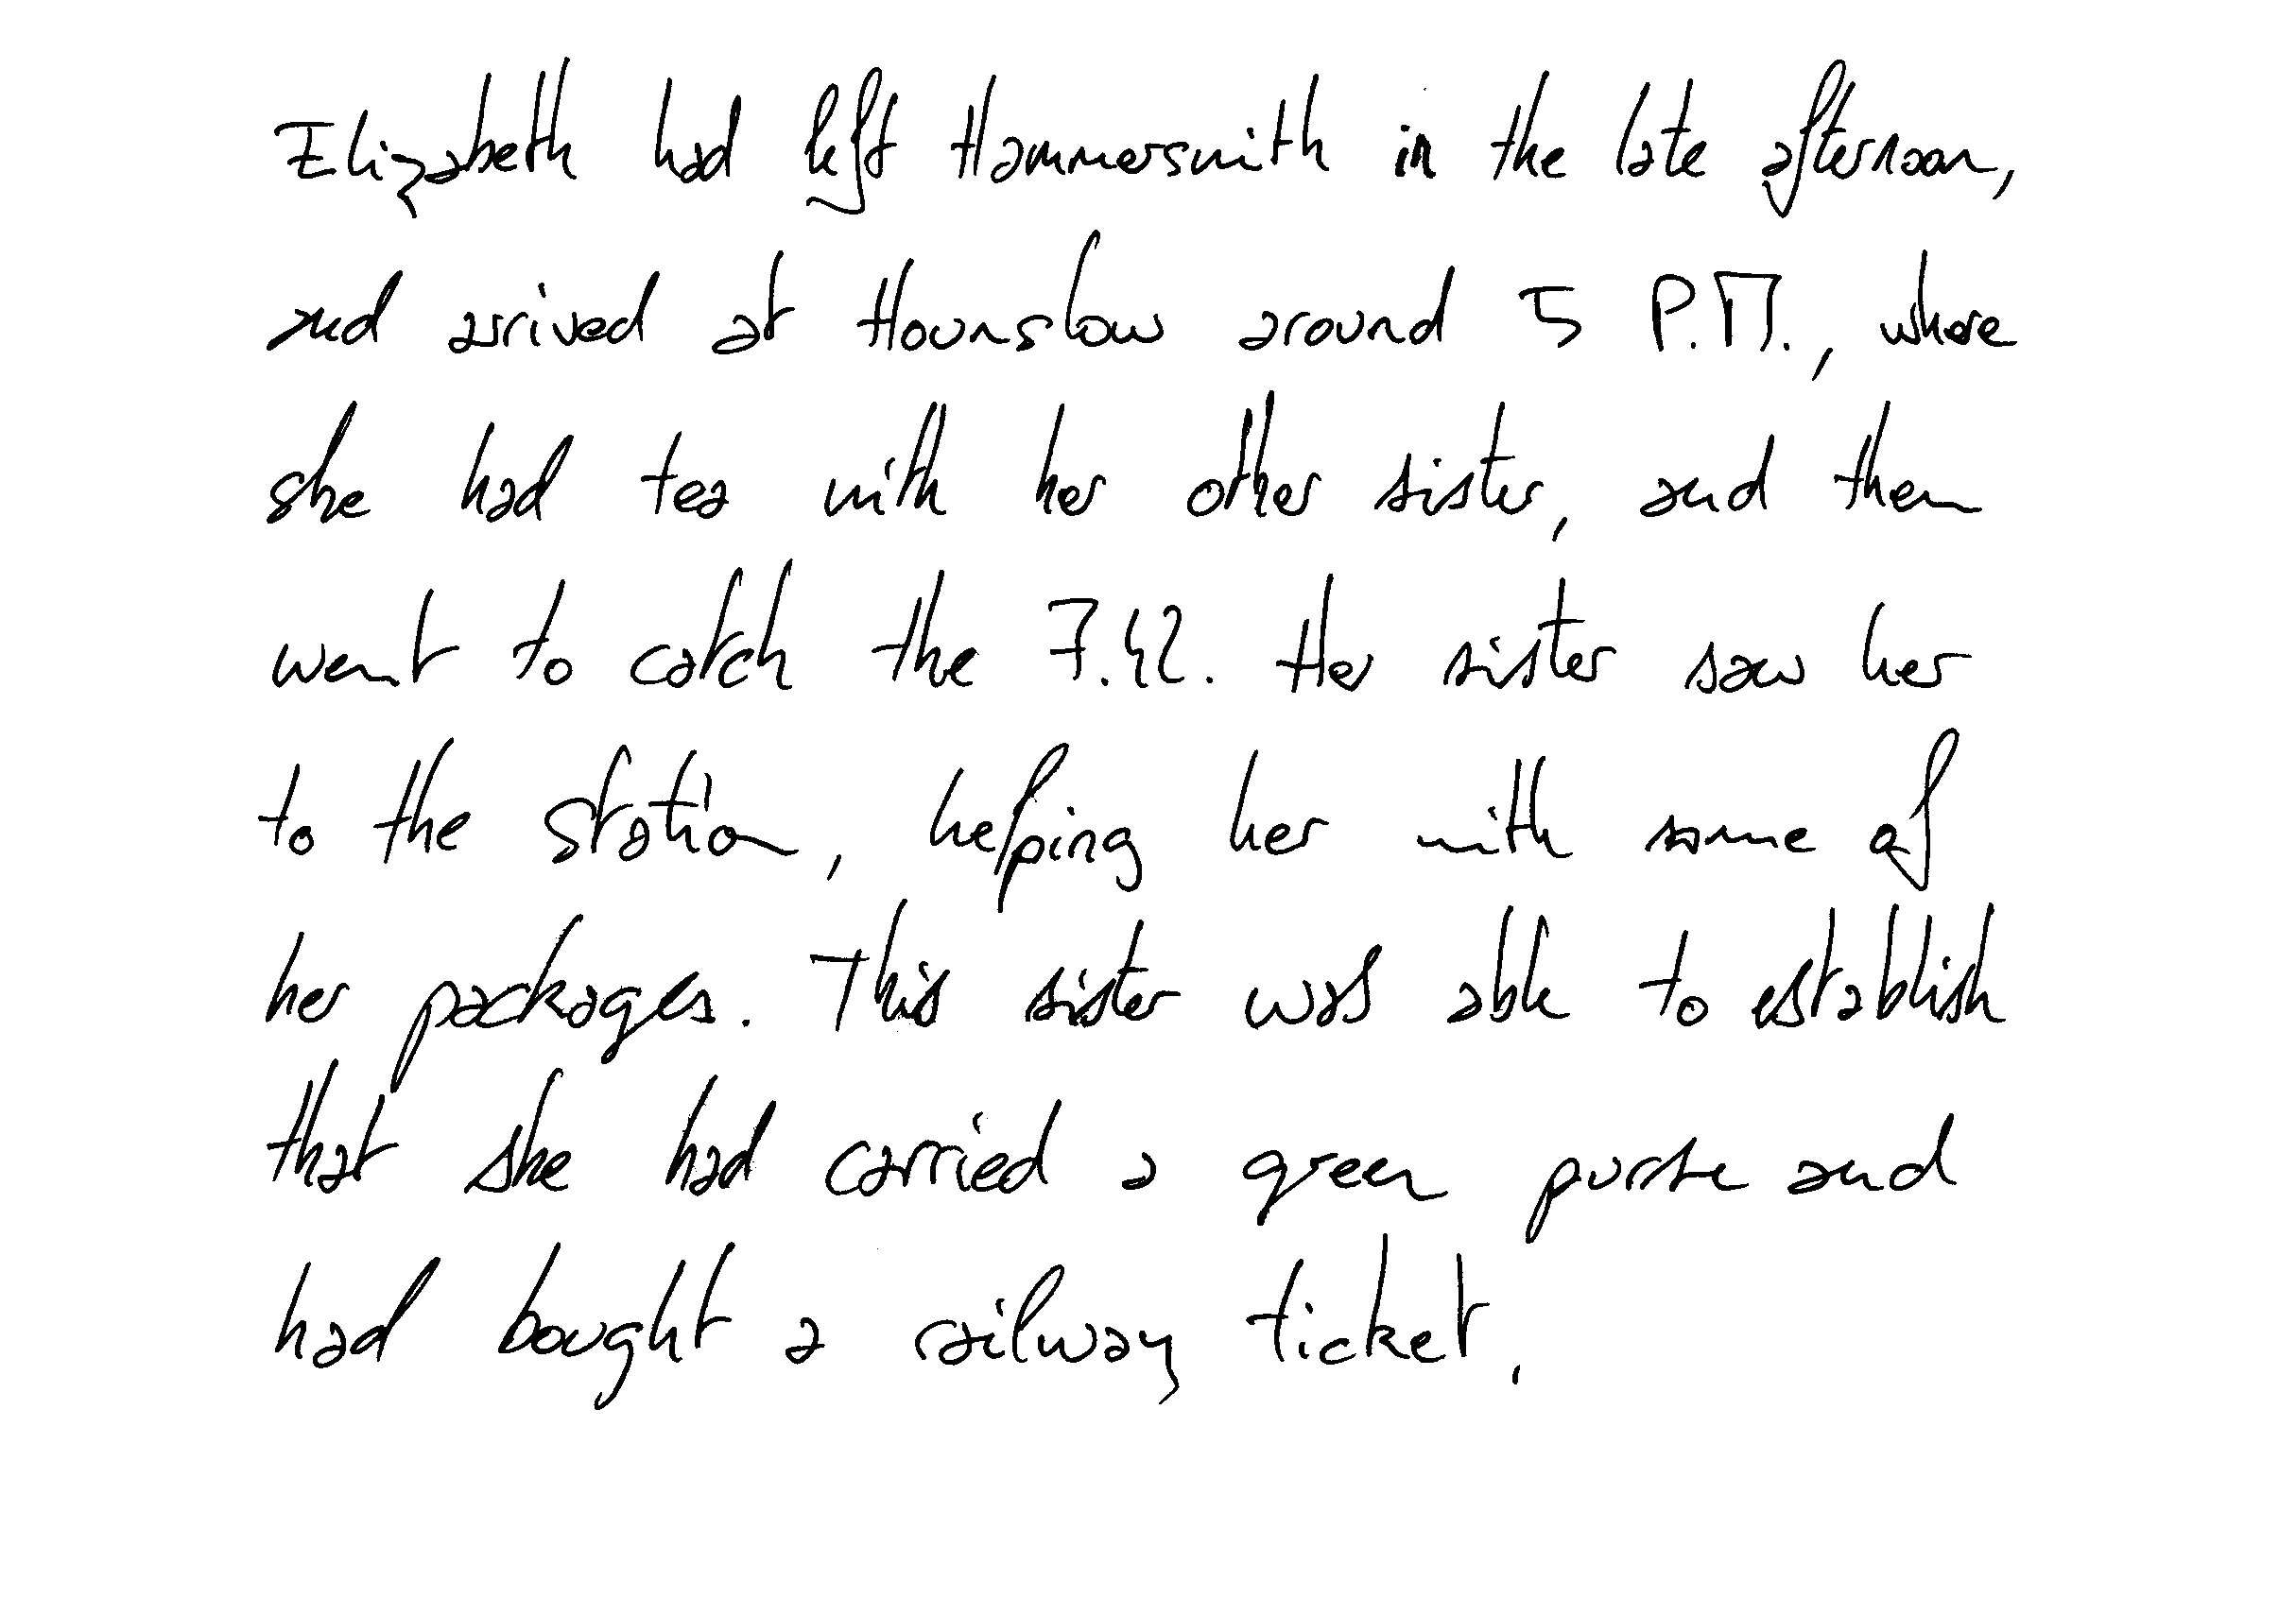 Elizabeth had left Hammersmith in the late afternoon,
and arrived at Hounslow around 5 P.M., where
she had tea with her other sister, and then
went to catch the 7.42. Her sister saw her
to the station, helping her with some of
her packages. This sister was able to establish
that she had carried a green purse and
had bought a railway ticket.